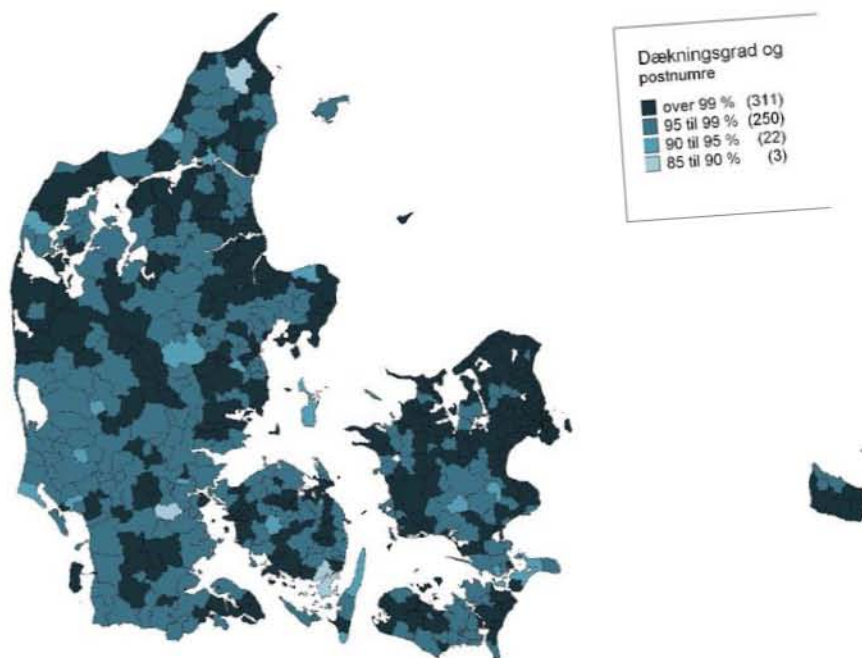 Dækningsgrad og
postnumre
over 99 % (311)
95 til 99 % (250)
90 til 95 % (22)
85 til 90 % (3)